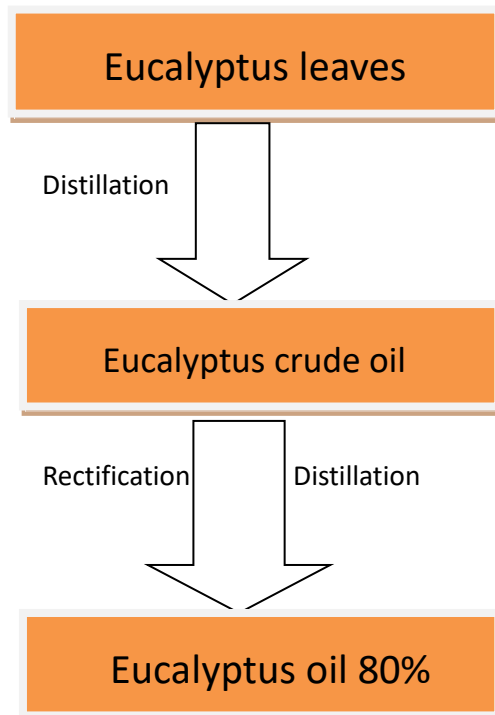 Eucalyptus leaves
Distillation
Eucalyptus crude oil
Rectification Distillation
Eucalyptus oil 80%